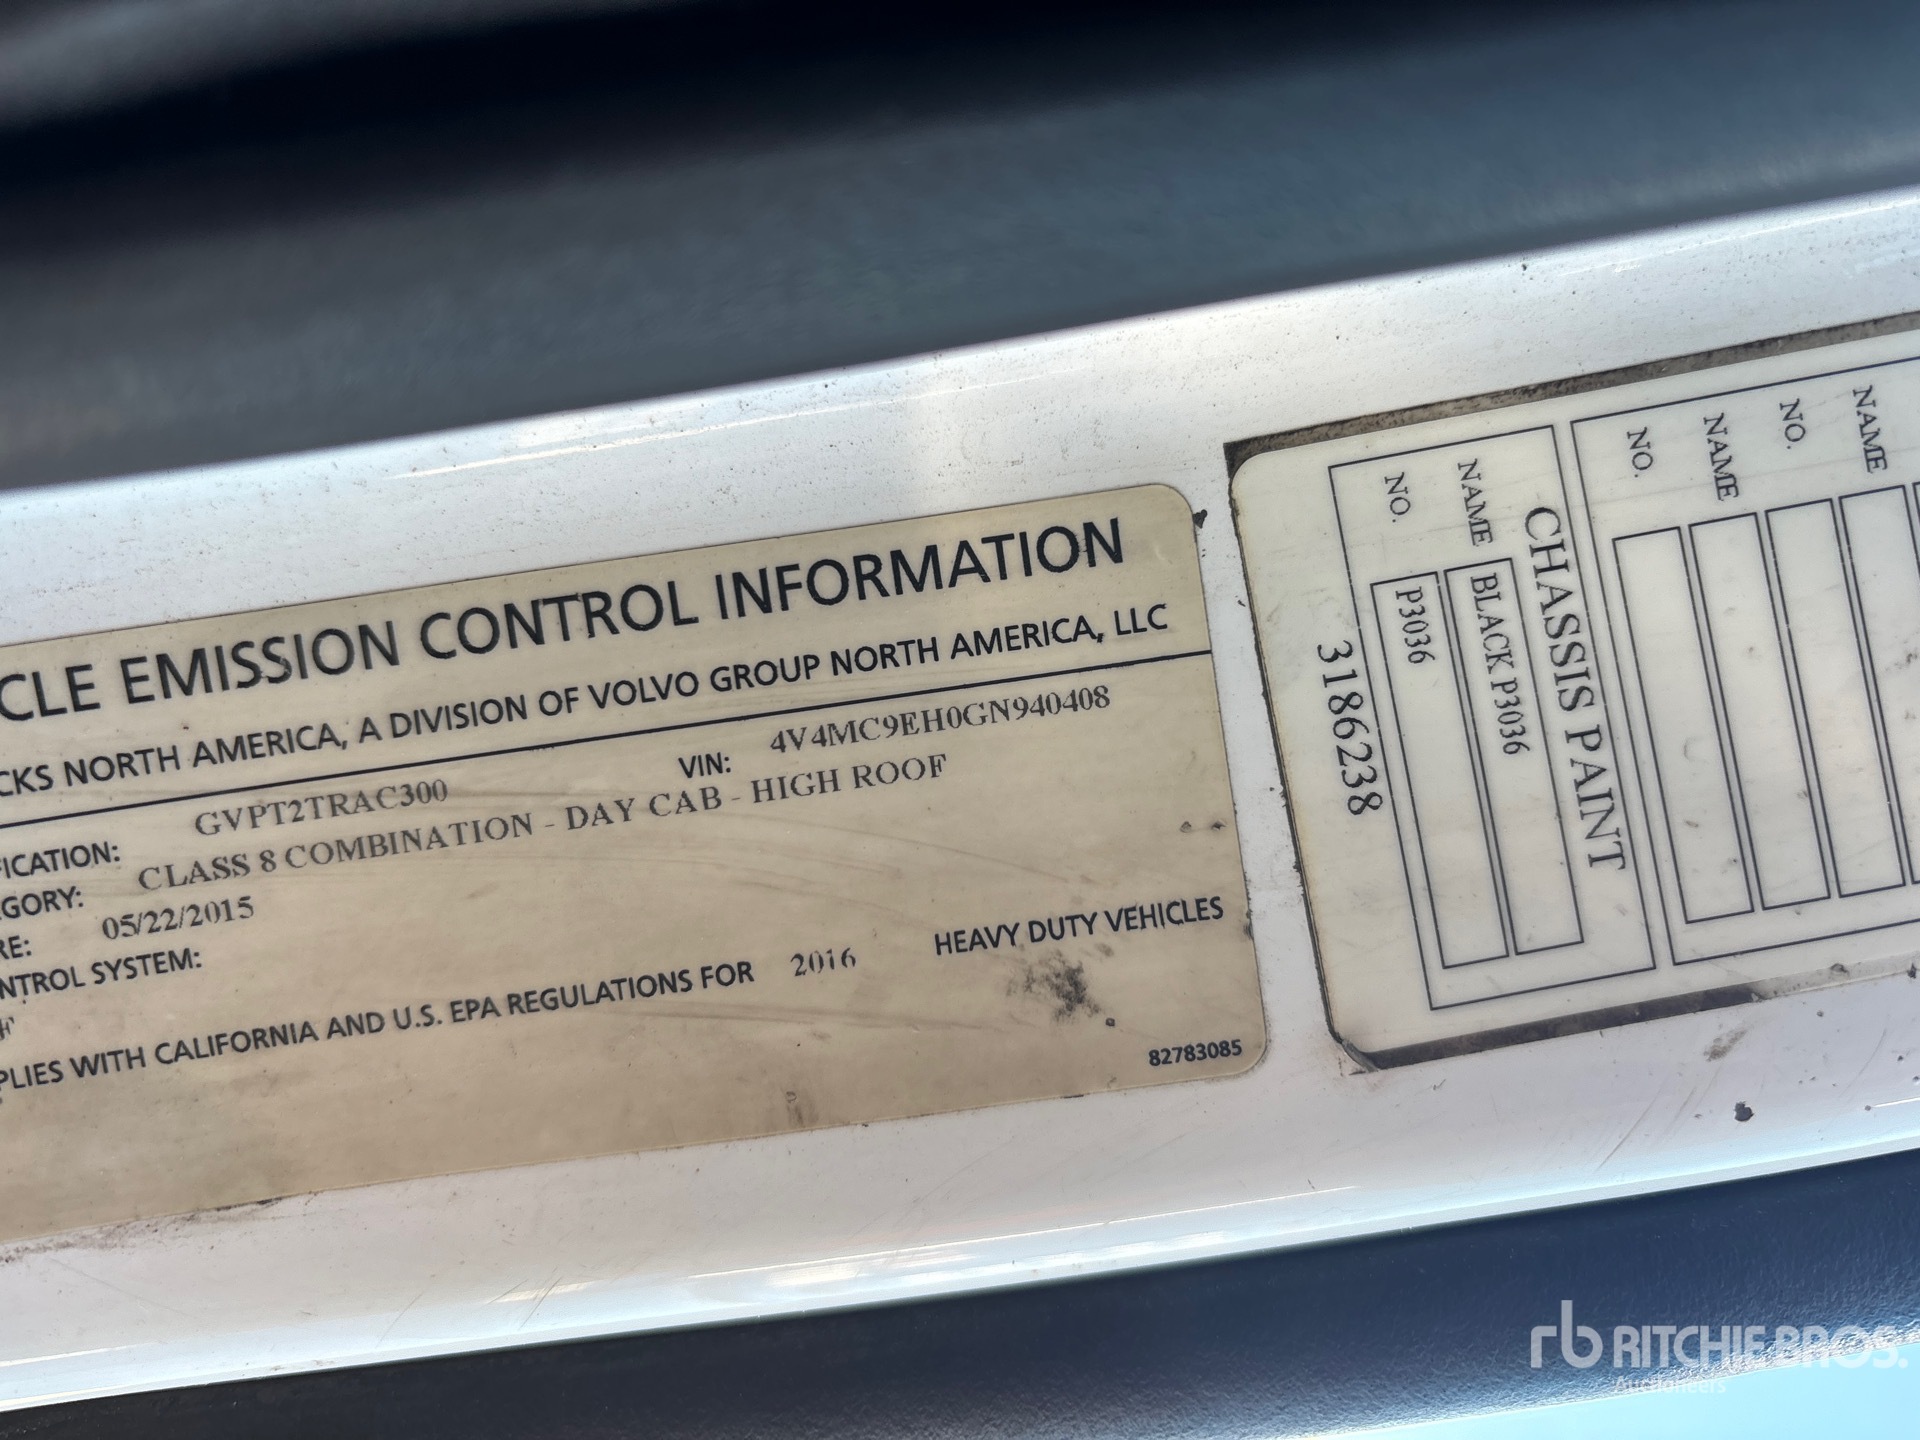 CLE EMISSION CONTROL INFORMATION
CKS NORTH AMERICA, A DIVISION OF VOLVO GROUP NORTH AMERICA, LLC
FICATION: GVPT2TRAC300 VIN: 4V4MC9EH0GN940408
GORY: CLASS 8 COMBINATION - DAY CAB - HIGH ROOF
RE: 05/22/2015
NTROL SYSTEM:
PLIES WITH CALIFORNIA AND U.S. EPA REGULATIONS FOR 2016 HEAVY DUTY VEHICLES
82783085
NAME
NO.
NAME
NO.
CHASSIS PAINT
NAME BLACK P3036
NO. P3036
3186238
rb RITCHIE BROS.
Auctioneers